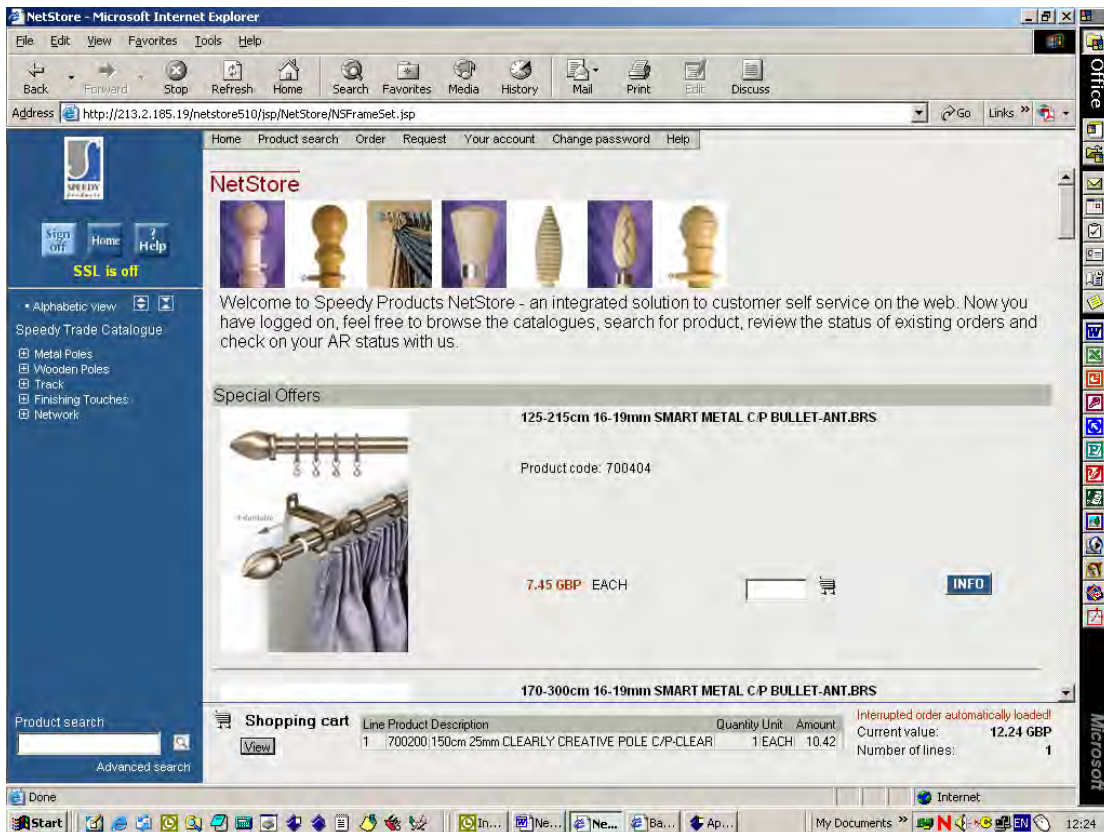 NetStore - Microsoft Internet Explorer
File Edit View Favorites Tools Help
Back Forward Stop Refresh Home Search Favorites Media History Mail Print Edit Discuss
Address http://213.2.185.19/netstore510/jsp/NetStore/NSFrameSet.jsp Go Links »
Office
Home Product search Order Request Your account Change password Help
SPEEDY
products
Sign off Home ? Help
SSL is off
Alphabetic view
Speedy Trade Catalogue
Metal Poles
Wooden Poles
Track
Finishing Touches
Network
NetStore
Welcome to Speedy Products NetStore - an integrated solution to customer self service on the web. Now you
have logged on, feel free to browse the catalogues, search for product, review the status of existing orders and
check on your AR status with us.
Special Offers
125-215cm 16-19mm SMART METAL C/P BULLET-ANT.BRS
Product code: 700404
7.45 GBP EACH INFO
170-300cm 16-19mm SMART METAL C/P BULLET-ANT.BRS
Product search
Advanced search
Shopping cart
View
Line Product Description Quantity Unit Amount
1 700200 150cm 25mm CLEARLY CREATIVE POLE C/P-CLEAR 1 EACH 10.42
Interrupted order automatically loaded!
Current value: 12.24 GBP
Number of lines: 1
Microsoft
Done Internet
Start In... Ne... Ne... Ba... Ap... My Documents » EN 12:24